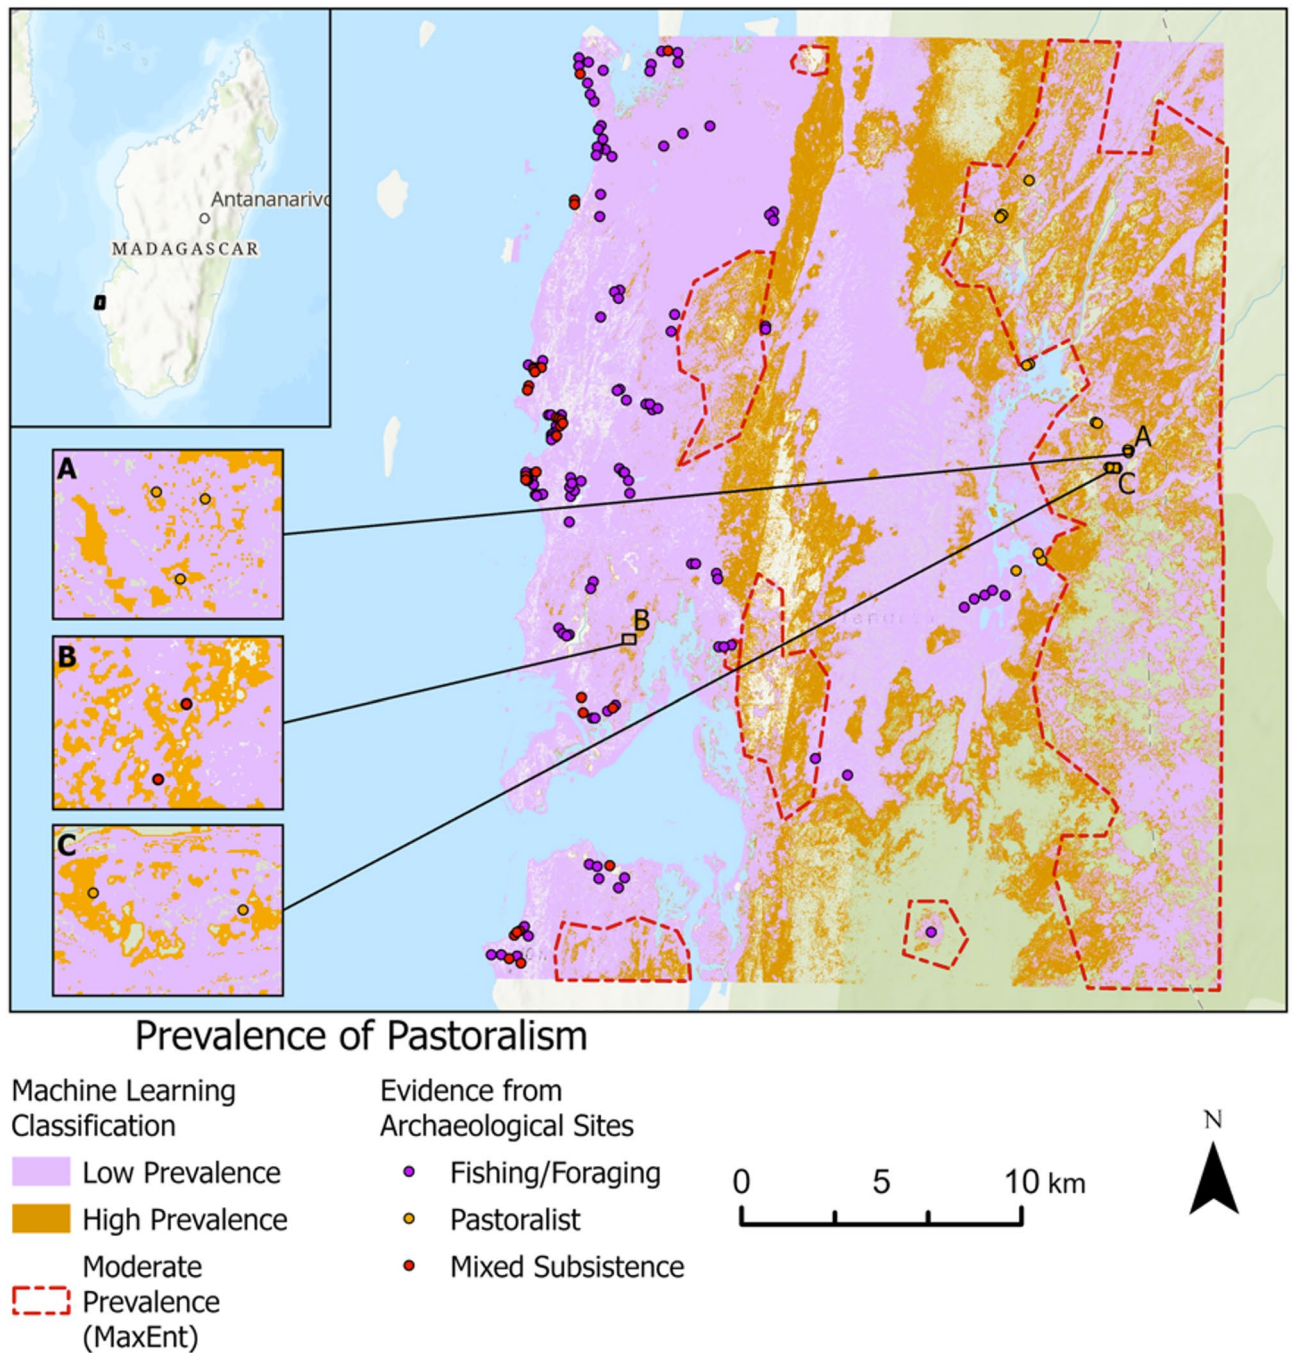 Antananarivo
MADAGASCAR
A
C
A
B
B
C
Prevalence of Pastoralism
Machine Learning
Classification
Low Prevalence
High Prevalence
Moderate
Prevalence
(MaxEnt)
Evidence from
Archaeological Sites
Fishing/Foraging
Pastoralist
Mixed Subsistence
0 5 10 km
N